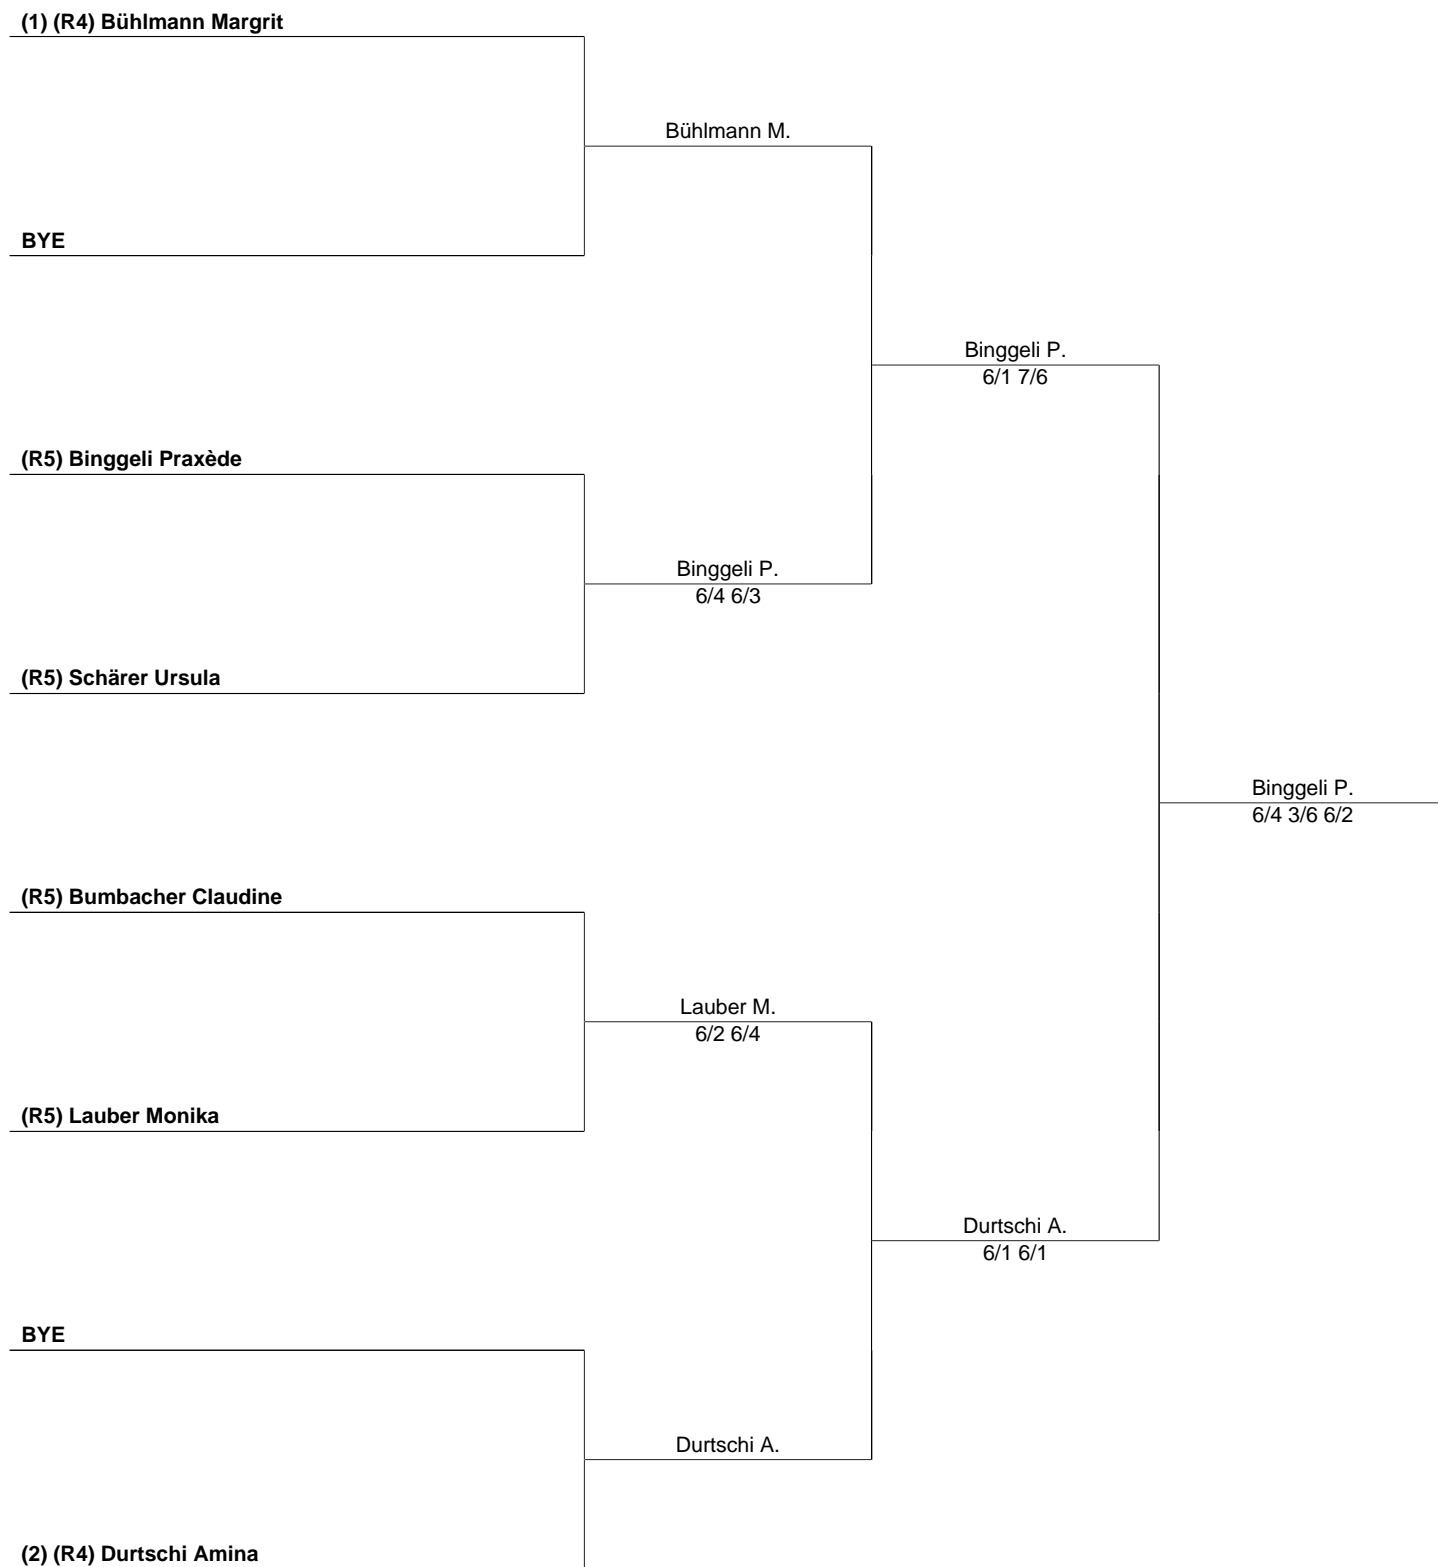 (1) (R4) Bühlmann Margrit
Bühlmann M.
BYE
Binggeli P.
6/1 7/6
(R5) Binggeli Praxède
Binggeli P.
6/4 6/3
(R5) Schärer Ursula
Binggeli P.
6/4 3/6 6/2
(R5) Bumbacher Claudine
Lauber M.
6/2 6/4
(R5) Lauber Monika
Durtschi A.
6/1 6/1
BYE
Durtschi A.
(2) (R4) Durtschi Amina